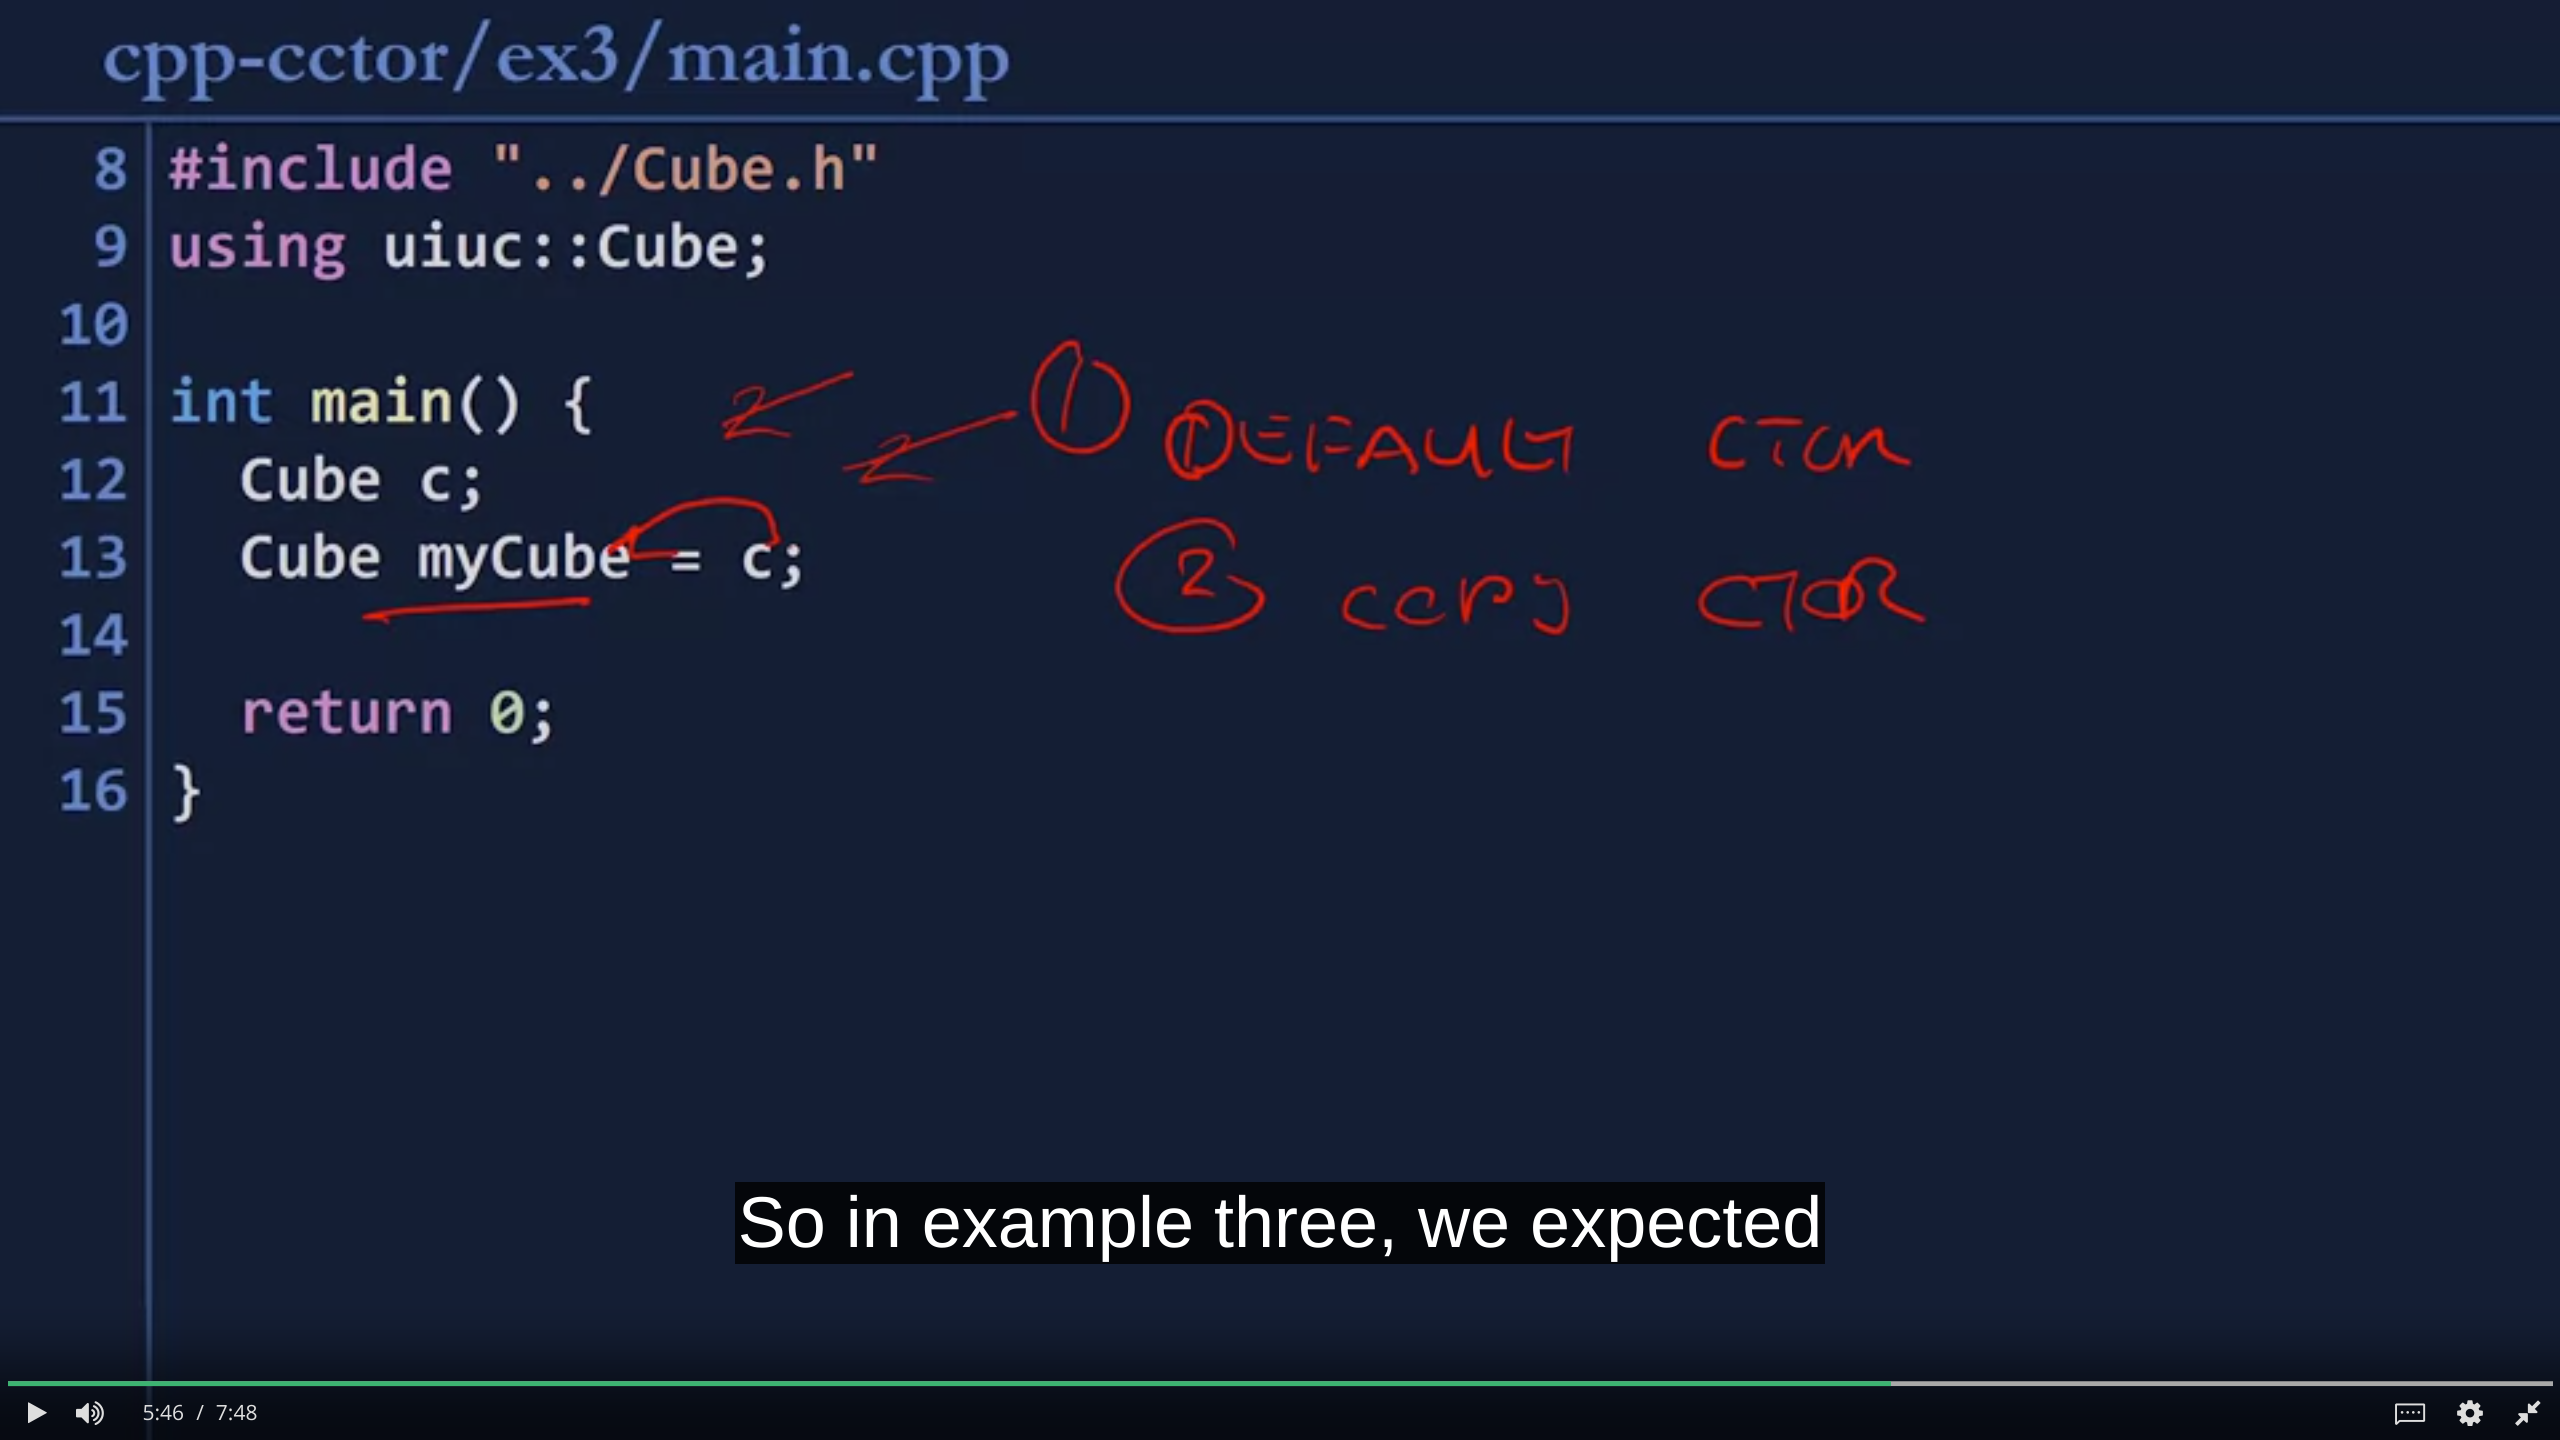 cpp-cctor/ex3/main.cpp
8 #include "../Cube.h"
9 using uiuc::Cube;
10
11 int main() {
12 Cube c;
13 Cube myCube = c;
14
15 return 0;
16 }
1 DEFAULT CTOR
2 COPY CTOR
So in example three, we expected
5:46 / 7:48